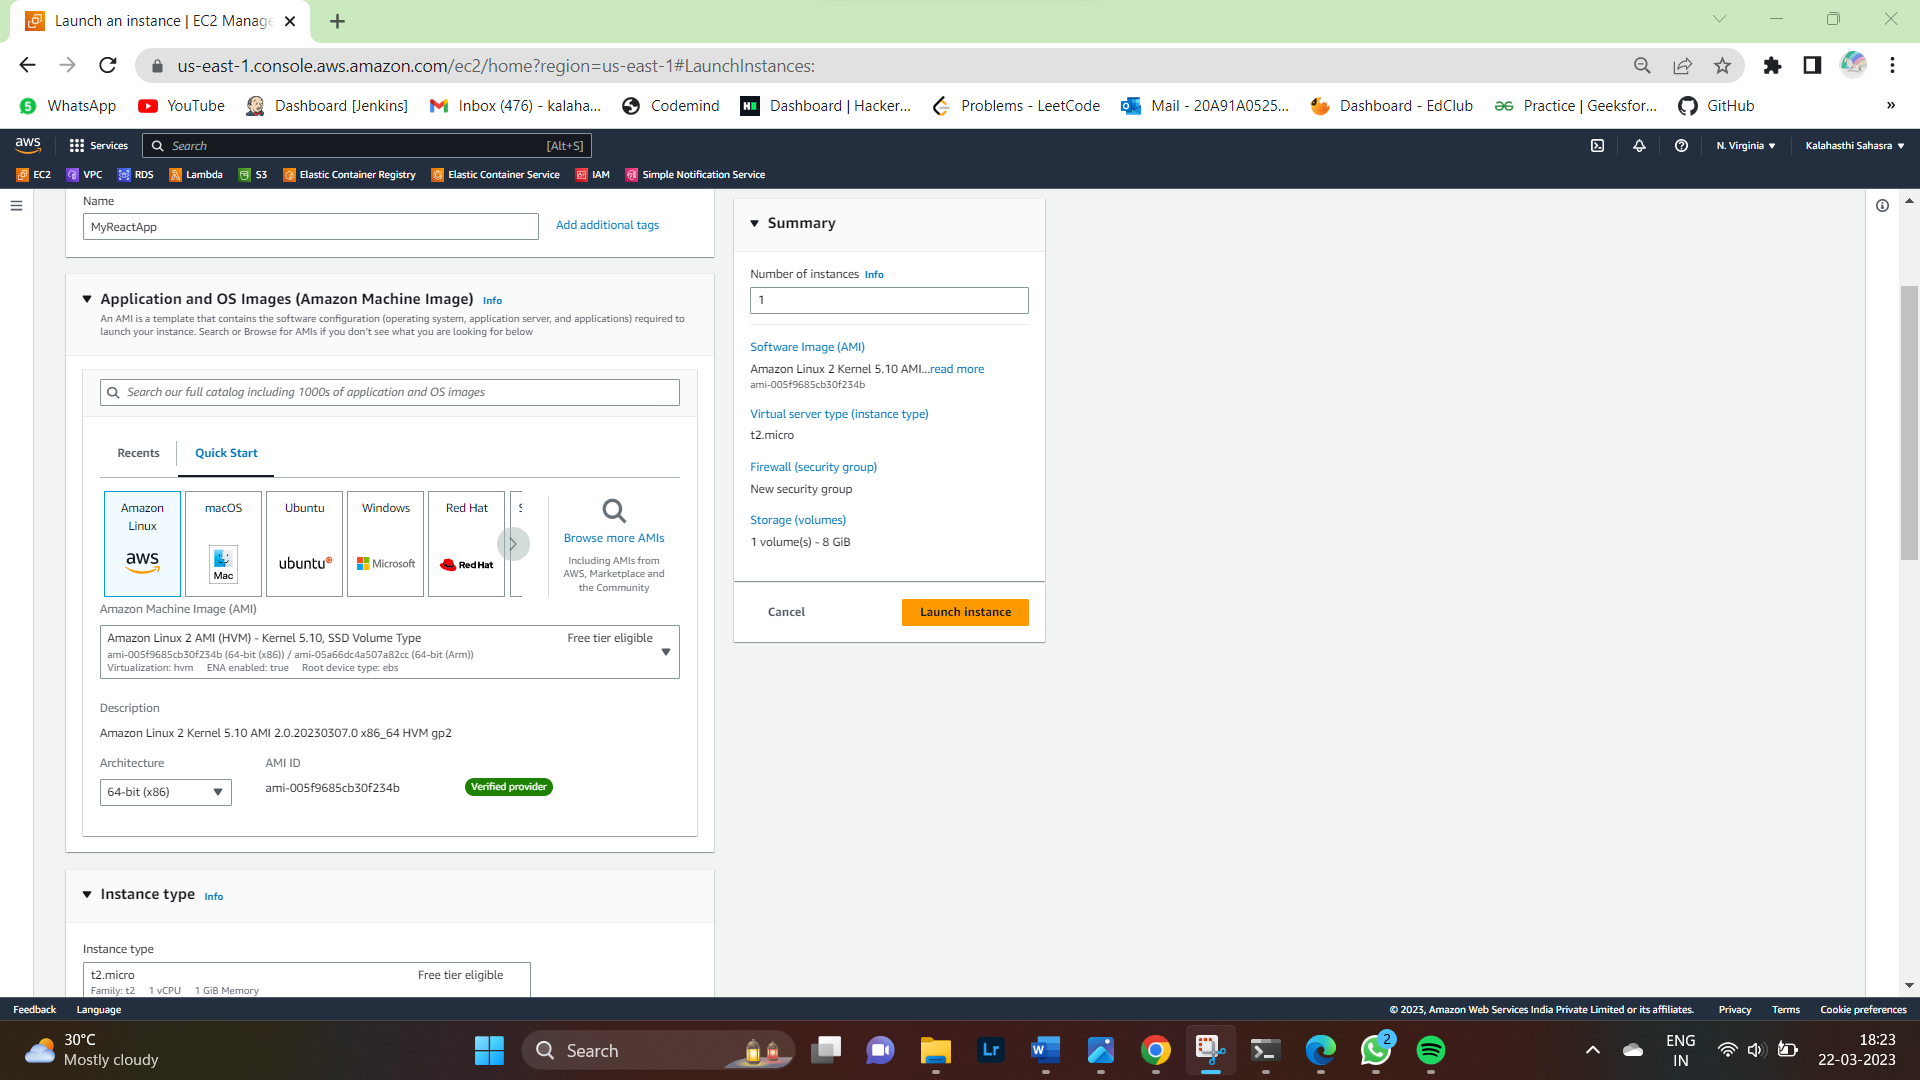 Launch an instance | EC2 Manage
us-east-1.console.aws.amazon.com/ec2/home?region=us-east-1#LaunchInstances:
WhatsApp YouTube Dashboard [Jenkins] Inbox (476) - kalaha... Codemind Dashboard | Hacker... Problems - LeetCode Mail - 20A91A0525... Dashboard - EdClub Practice | Geeksfor... GitHub »
aws Services Search [Alt+S] N. Virginia Kalahasthi Sahasra
EC2 VPC RDS Lambda S3 Elastic Container Registry Elastic Container Service IAM Simple Notification Service
Name
MyReactApp Add additional tags
Application and OS Images (Amazon Machine Image) Info
An AMI is a template that contains the software configuration (operating system, application server, and applications) required to
launch your instance. Search or Browse for AMIs if you don't see what you are looking for below
Search our full catalog including 1000s of application and OS images
Recents Quick Start
Amazon
Linux
aws
macOS
Mac
Ubuntu
ubuntu
Windows
Microsoft
Red Hat
Red Hat
Browse more AMIs
Including AMIs from
AWS, Marketplace and
the Community
Amazon Machine Image (AMI)
Amazon Linux 2 AMI (HVM) - Kernel 5.10, SSD Volume Type Free tier eligible
ami-005f9685cb30f234b (64-bit (x86)) / ami-05a66dc4a507a82cc (64-bit (Arm))
Virtualization: hvm ENA enabled: true Root device type: ebs
Description
Amazon Linux 2 Kernel 5.10 AMI 2.0.20230307.0 x86_64 HVM gp2
Architecture AMI ID
64-bit (x86) ami-005f9685cb30f234b Verified provider
Instance type Info
Instance type
t2.micro Free tier eligible
Family: t2 1 vCPU 1 GiB Memory
Summary
Number of instances Info
1
Software Image (AMI)
Amazon Linux 2 Kernel 5.10 AMI...read more
ami-005f9685cb30f234b
Virtual server type (instance type)
t2.micro
Firewall (security group)
New security group
Storage (volumes)
1 volume(s) - 8 GiB
Cancel Launch instance
Feedback Language © 2023, Amazon Web Services India Private Limited or its affiliates. Privacy Terms Cookie preferences
30°C
Mostly cloudy
Search
Lr
2
ENG
IN
18:23
22-03-2023